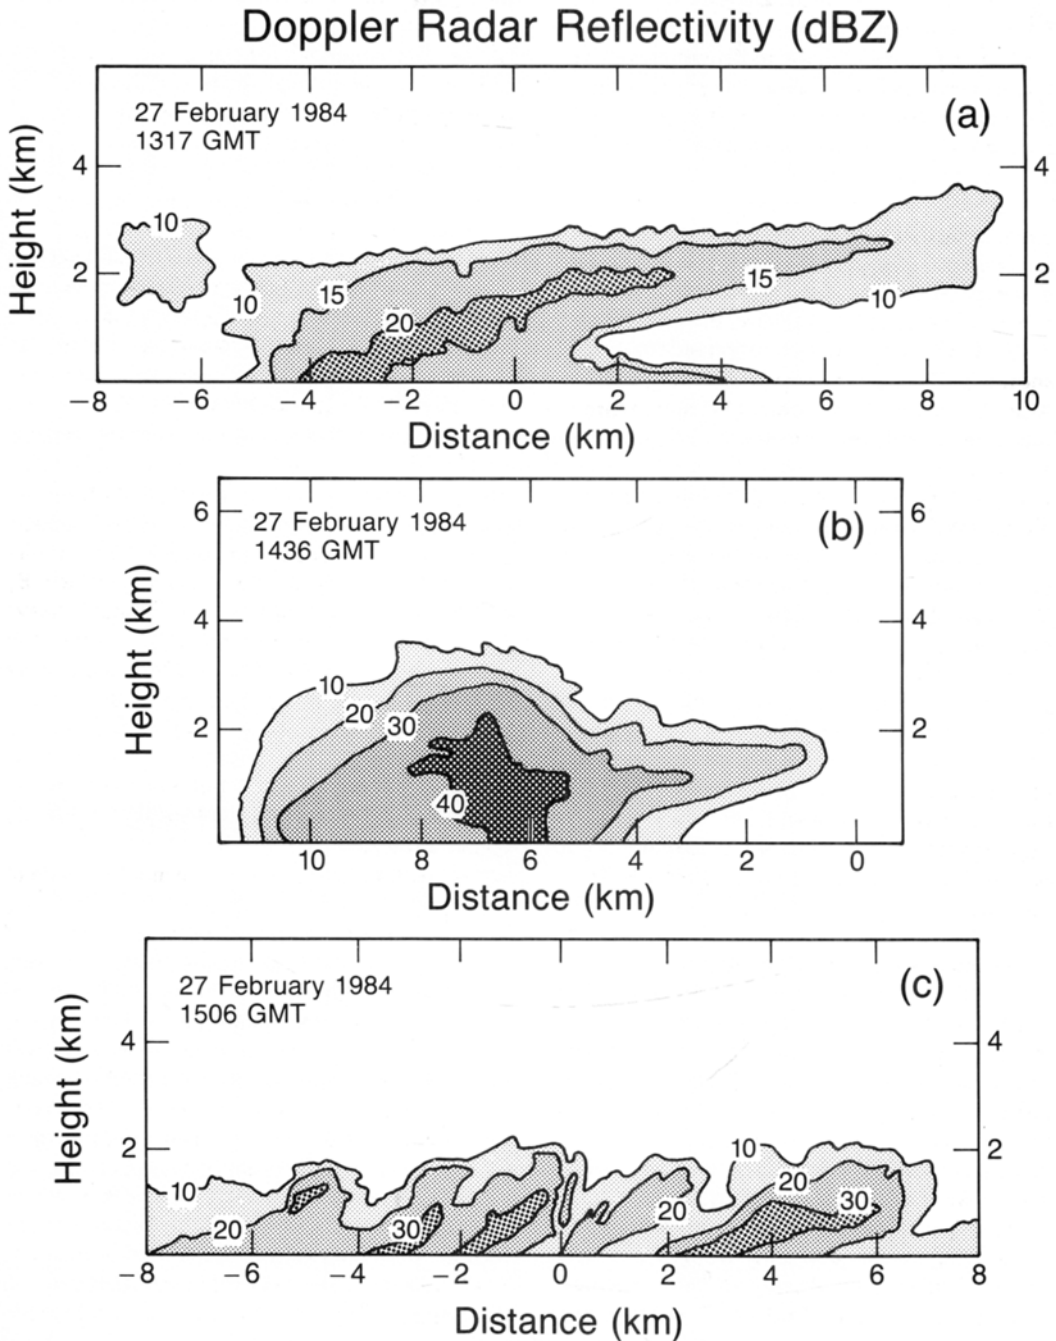 Doppler Radar Reflectivity (dBZ)
27 February 1984
1317 GMT
(a)
Height (km)
4
2
4
2
10
10
15
20
15
10
−8 −6 −4 −2 0 2 4 6 8 10
Distance (km)
27 February 1984
1436 GMT
(b)
Height (km)
6
4
2
6
4
2
10
20
30
40
10 8 6 4 2 0
Distance (km)
27 February 1984
1506 GMT
(c)
Height (km)
4
2
4
2
10
20
30
20
10
20
30
−8 −6 −4 −2 0 2 4 6 8
Distance (km)